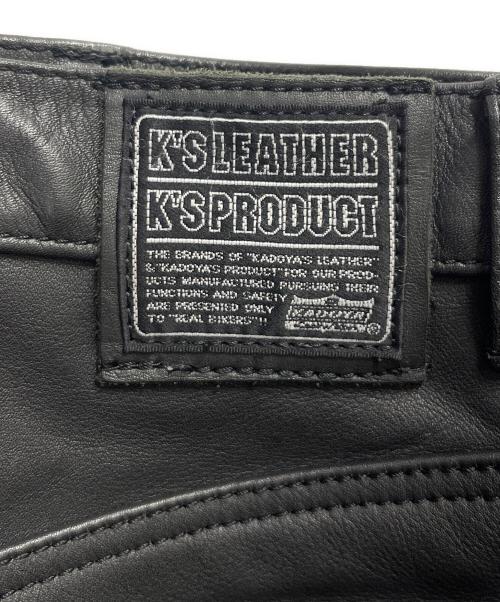 K'S LEATHER
K'S PRODUCT
THE BRANDS OF "KADOYA'S LEATHER"
& "KADOYA'S PRODUCT" FOR OUR PROD-
UCTS MANUFACTURED PURSUING THEIR
FUNCTIONS AND SAFETY
ARE PRESENTED ONLY
TO "REAL BIKERS"!!
KADOYA
®